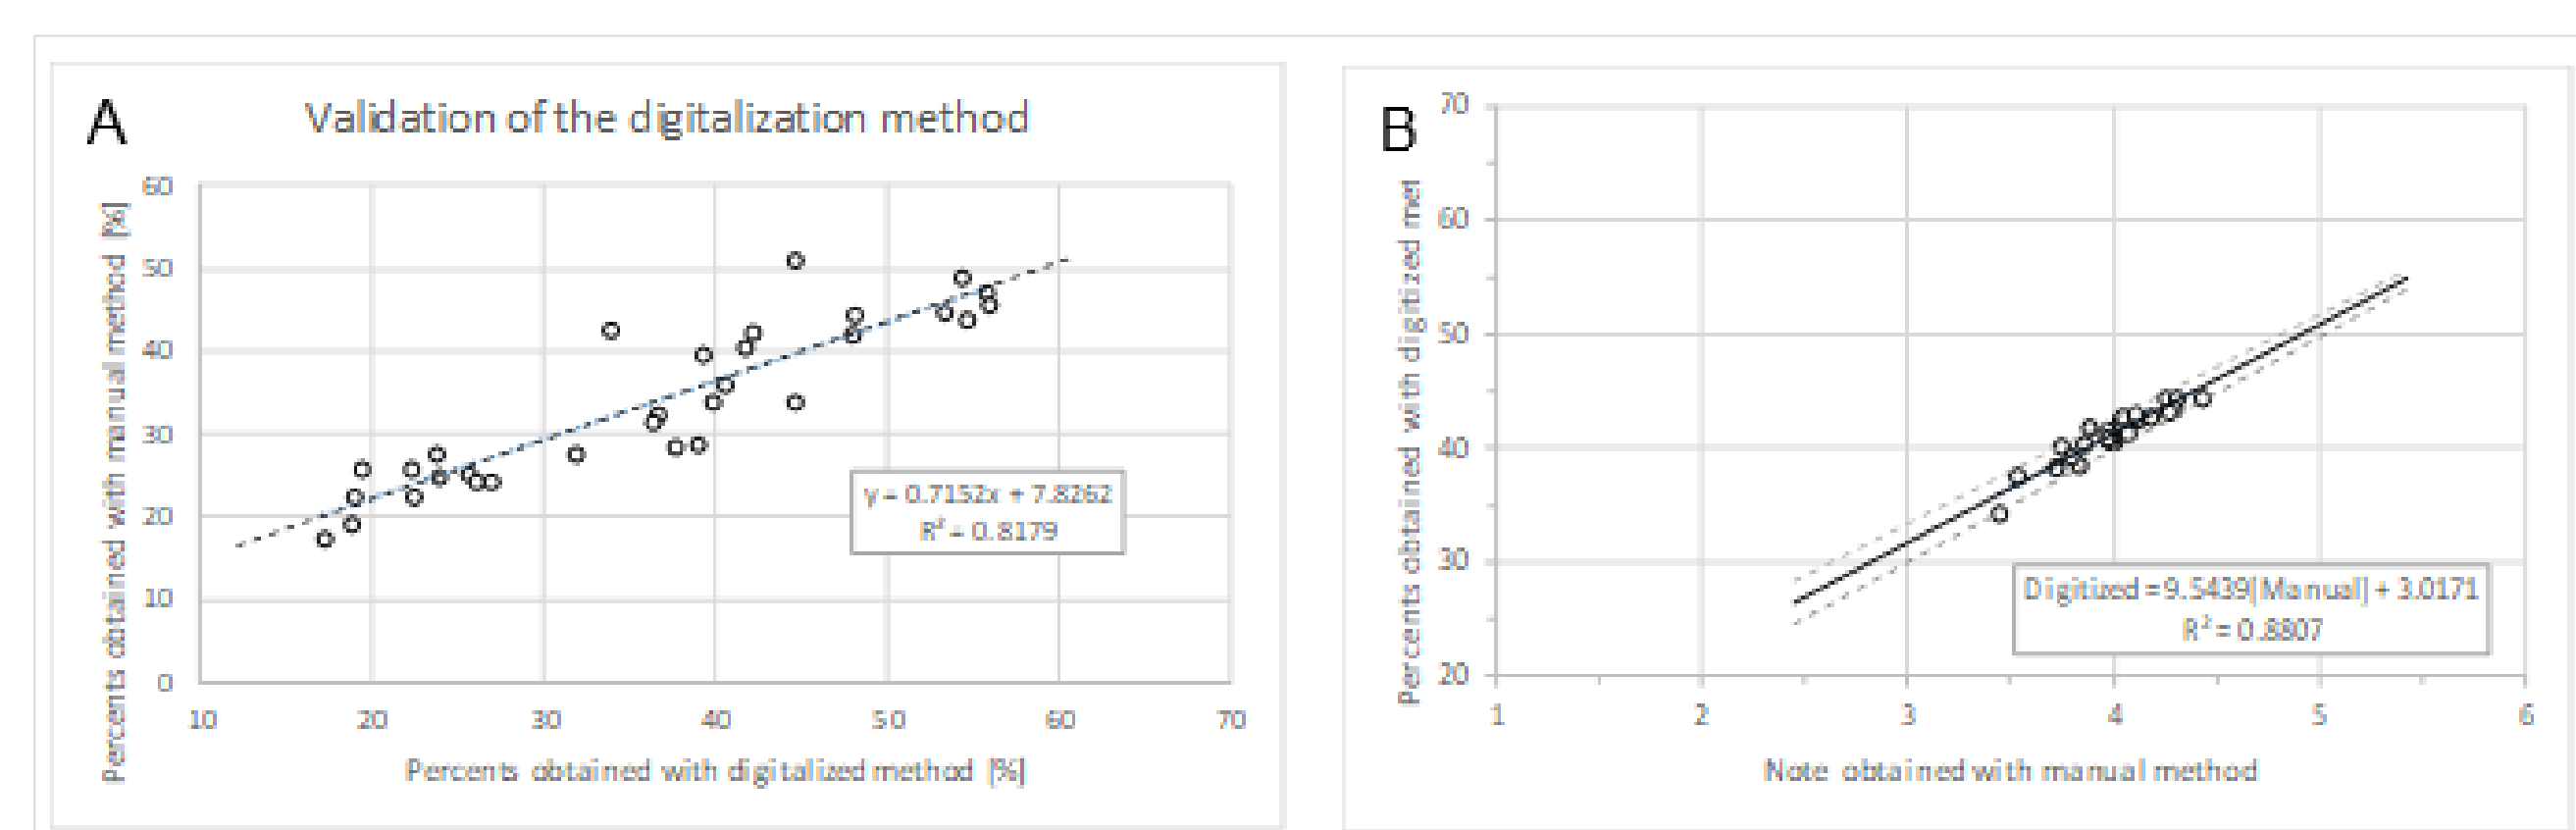 A
Validation of the digitalization method
Percents obtained with manual method [%]
60
50
40
30
20
10
0
y = 0.7152x + 7.8262
R² = 0.8179
10 20 30 40 50 60 70
Percents obtained with digitalized method [%]
B
Percents obtained with digitized met
70
60
50
40
30
20
Digitized =9.5439[Manual] + 3.0171
R² = 0.8807
1 2 3 4 5 6
Note obtained with manual method